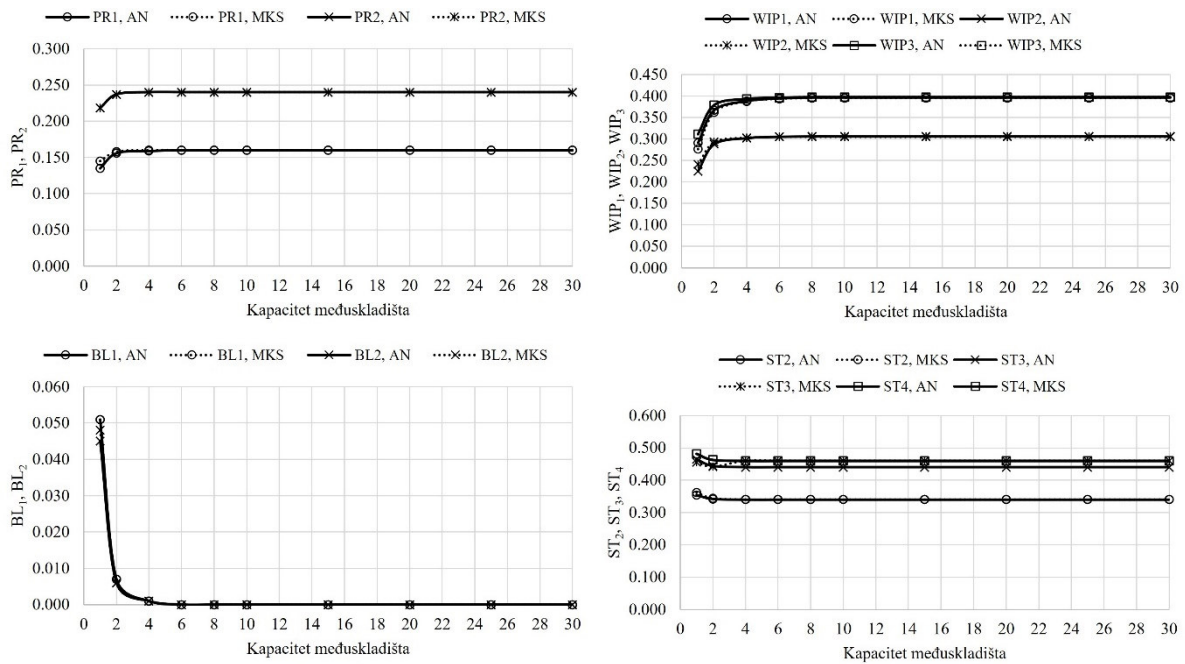 PR1, AN PR1, MKS PR2, AN PR2, MKS
0.300
0.250
0.200
0.150
0.100
0.050
0.000
PR₁, PR₂
0 2 4 6 8 10 12 14 16 18 20 22 24 26 28 30
Kapacitet međuskladišta
WIP1, AN WIP1, MKS WIP2, AN
WIP2, MKS WIP3, AN WIP3, MKS
0.450
0.400
0.350
0.300
0.250
0.200
0.150
0.100
0.050
0.000
WIP₁, WIP₂, WIP₃
0 2 4 6 8 10 12 14 16 18 20 22 24 26 28 30
Kapacitet međuskladišta
BL1, AN BL1, MKS BL2, AN BL2, MKS
0.060
0.050
0.040
0.030
0.020
0.010
0.000
BL₁, BL₂
0 2 4 6 8 10 12 14 16 18 20 22 24 26 28 30
Kapacitet međuskladišta
ST2, AN ST2, MKS ST3, AN
ST3, MKS ST4, AN ST4, MKS
0.600
0.500
0.400
0.300
0.200
0.100
0.000
ST₂, ST₃, ST₄
0 2 4 6 8 10 12 14 16 18 20 22 24 26 28 30
Kapacitet međuskladišta